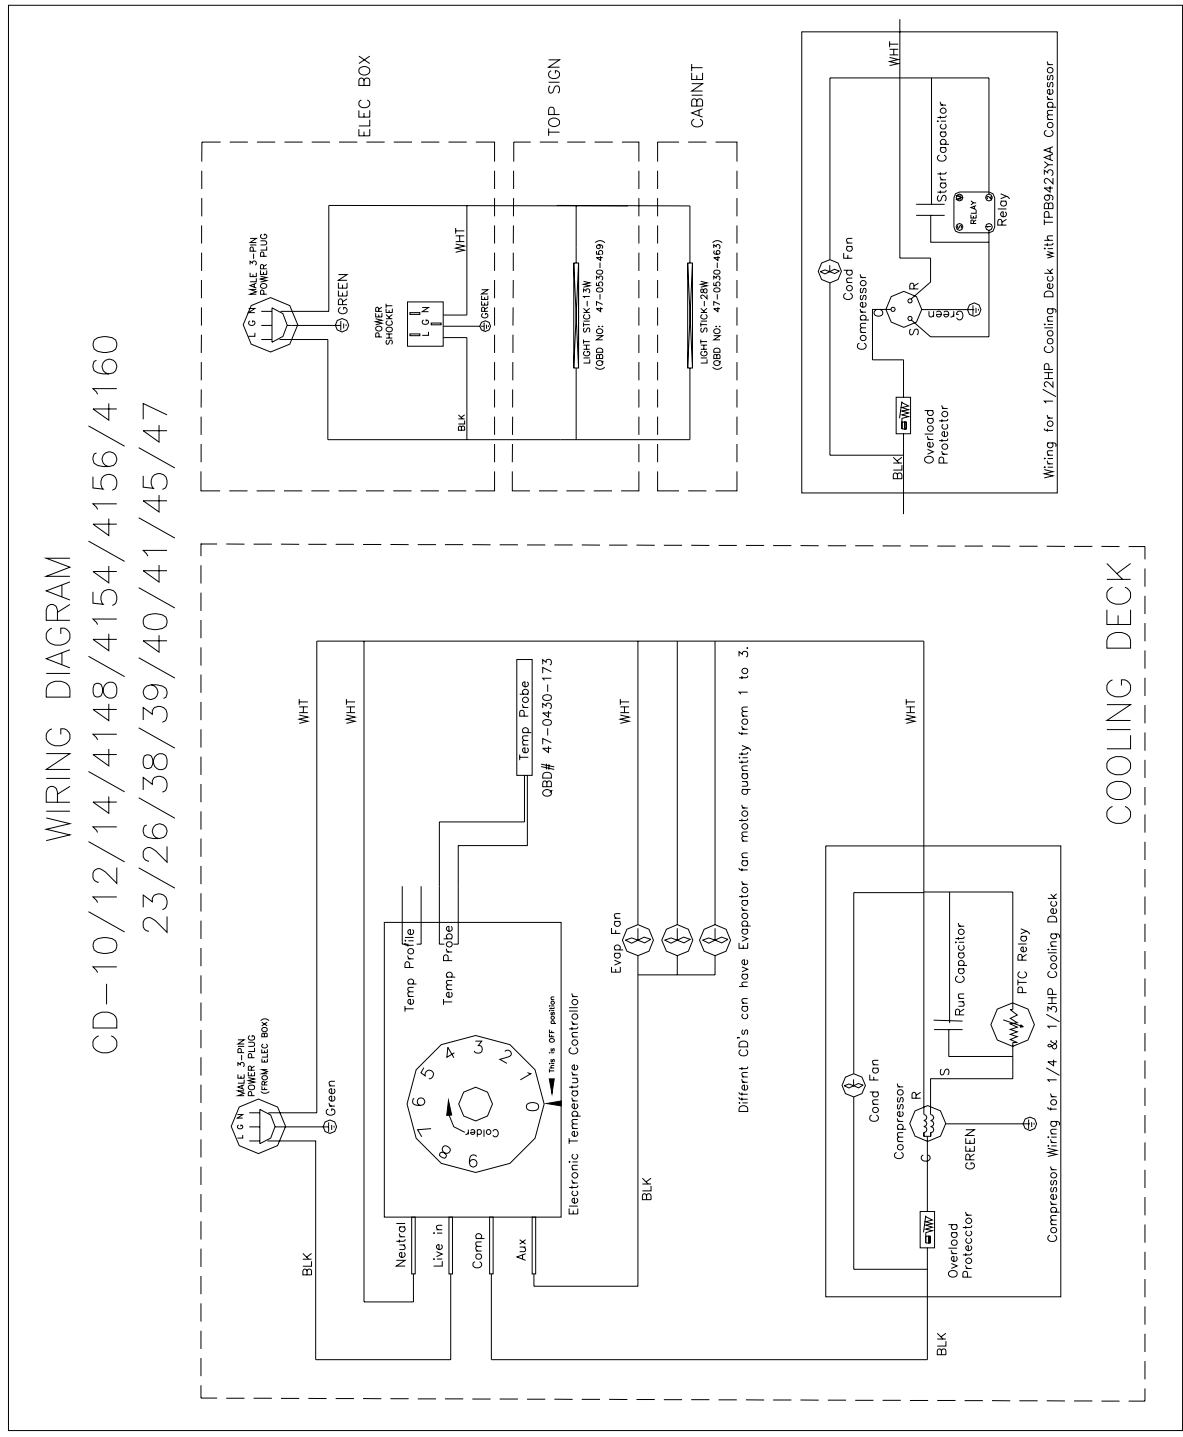 WIRING DIAGRAM
CD-10/12/14/4148/4154/4156/4160
23/26/38/39/40/41/45/47
MALE 3-PIN
POWER PLUG
(FROM ELEC BOX)
L G N
Green
BLK
WHT
WHT
Neutral
Live in
Comp
Aux
Temp Profile
Temp Probe
Temp Probe
QBD# 47-0430-173
0 1 2 3 4 5 6 7 8 9
Colder
This is OFF position
Electronic Temperature Controllor
Evap Fan
WHT
BLK
Differnt CD's can have Evaporator fan motor quantity from 1 to 3.
WHT
BLK
Cond Fan
Compressor
C
R
S
GREEN
Overload
Protecctor
Run Capacitor
PTC Relay
Compressor Wiring for 1/4 & 1/3HP Cooling Deck
COOLING DECK
ELEC BOX
MALE 3-PIN
POWER PLUG
L G N
GREEN
POWER
SHOCKET
L G N
GREEN
BLK
WHT
TOP SIGN
LIGHT STICK-13W
(QBD NO: 47-0530-459)
CABINET
LIGHT STICK-28W
(QBD NO: 47-0530-463)
WHT
BLK
Cond Fan
Compressor
C
S
R
Green
Overload
Protector
Start Capacitor
RELAY
Relay
Wiring for 1/2HP Cooling Deck with TPB9423YAA Compressor